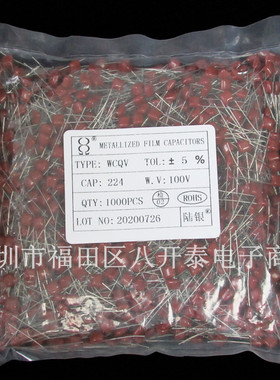 METALLIZED FILM CAPACITORS
TYPE: WCQV TOL: ± 5 %
CAP: 224 W.V: 100V
QTY: 1000PCS ROHS
LOT NO: 20200726 陆银®
圳市福田区八开泰电子商